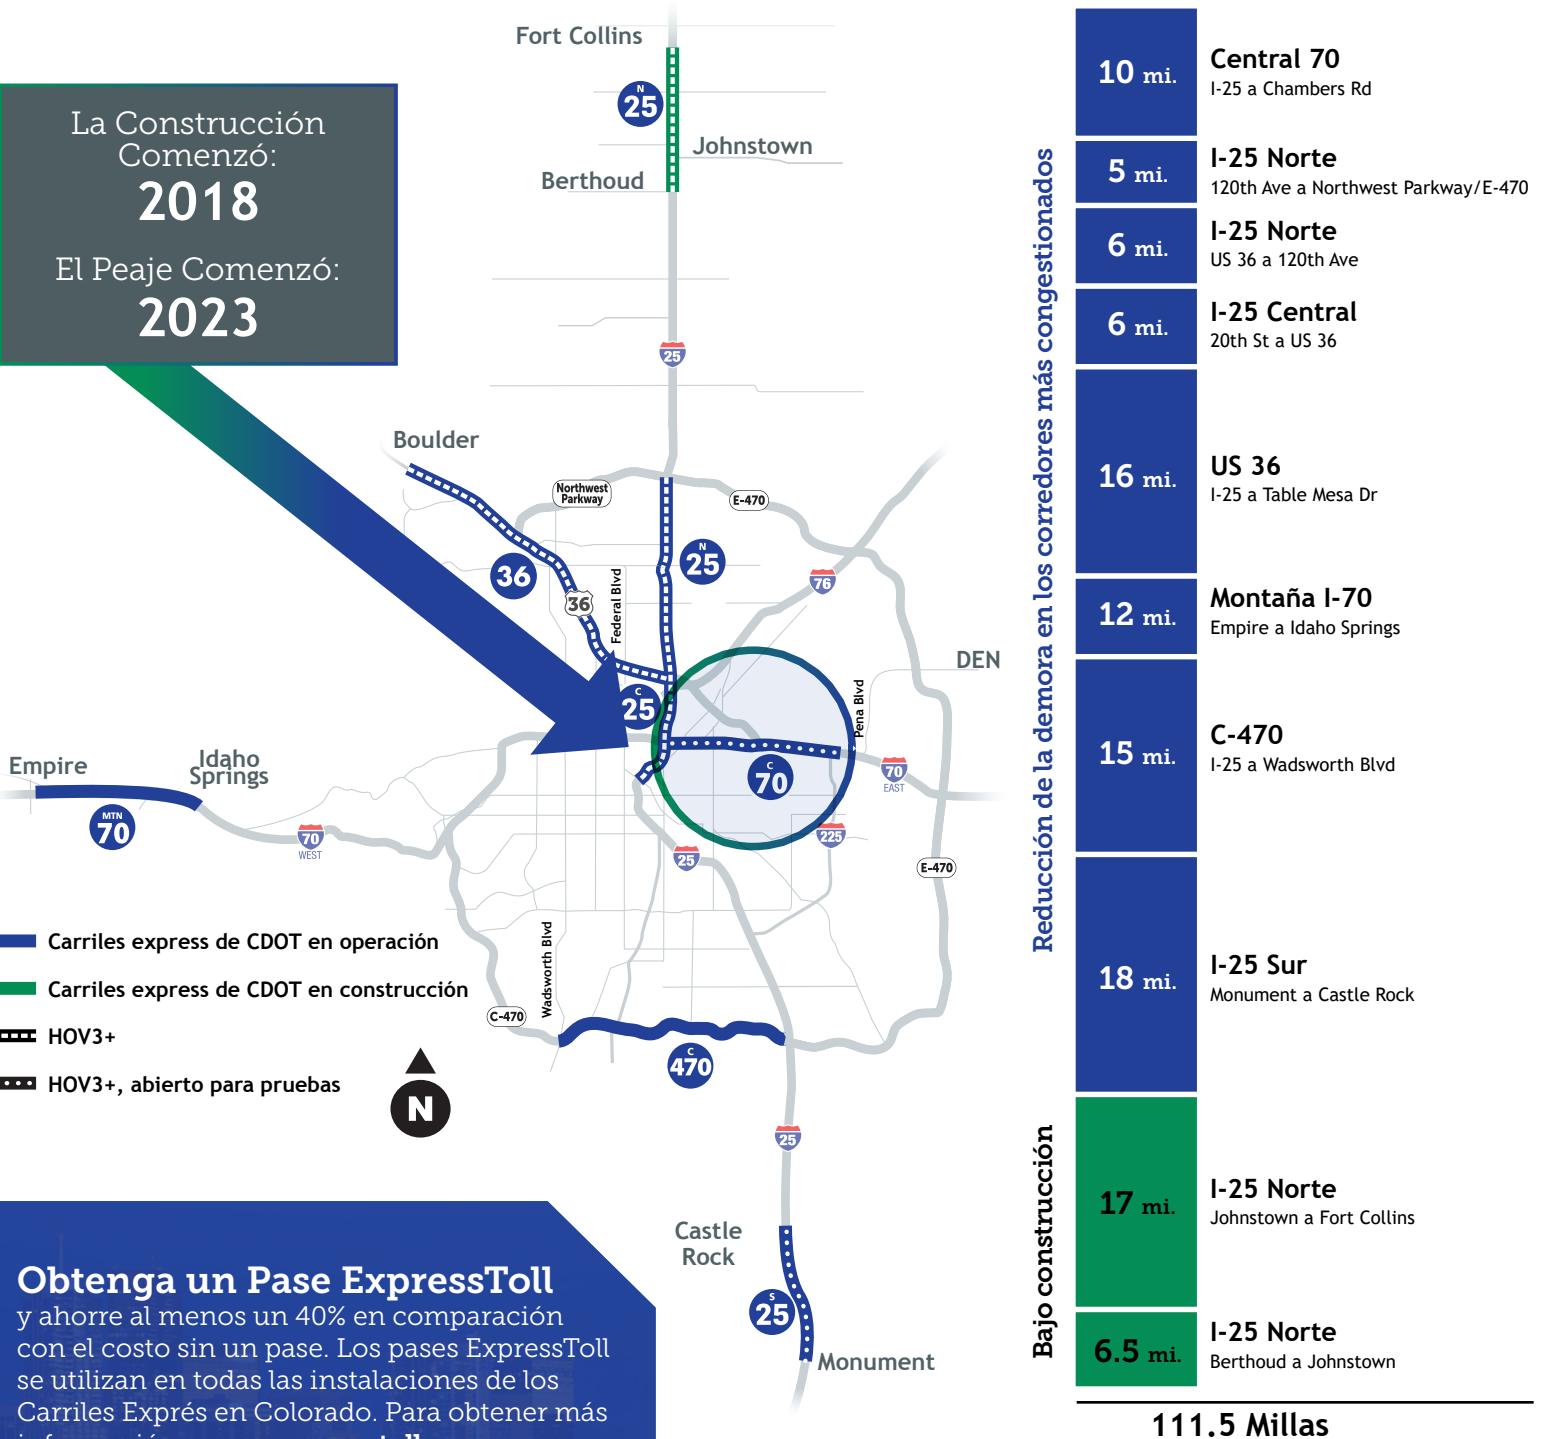 La Construcción
Comenzó:
2018
El Peaje Comenzó:
2023
Fort Collins
N
25
Johnstown
Berthoud
25
Boulder
Northwest
Parkway
E-470
36
N
25
76
36
Federal Blvd
DEN
C
25
Pena Blvd
C
70
70
EAST
Empire
Idaho
Springs
MTN
70
70
WEST
225
25
E-470
Wadsworth Blvd
C-470
C
470
25
Castle
Rock
S
25
Monument
Carriles express de CDOT en operación
Carriles express de CDOT en construcción
HOV3+
HOV3+, abierto para pruebas
N
Obtenga un Pase ExpressToll
y ahorre al menos un 40% en comparación
con el costo sin un pase. Los pases ExpressToll
se utilizan en todas las instalaciones de los
Carriles Exprés en Colorado. Para obtener más
Reducción de la demora en los corredores más congestionados
10 mi.
Central 70
I-25 a Chambers Rd
5 mi.
I-25 Norte
120th Ave a Northwest Parkway/E-470
6 mi.
I-25 Norte
US 36 a 120th Ave
6 mi.
I-25 Central
20th St a US 36
16 mi.
US 36
I-25 a Table Mesa Dr
12 mi.
Montaña I-70
Empire a Idaho Springs
15 mi.
C-470
I-25 a Wadsworth Blvd
18 mi.
I-25 Sur
Monument a Castle Rock
Bajo construcción
17 mi.
I-25 Norte
Johnstown a Fort Collins
6.5 mi.
I-25 Norte
Berthoud a Johnstown
111.5 Millas